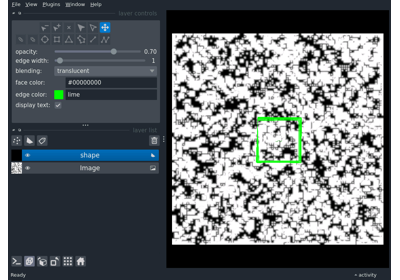 File View Plugins Window Help
layer controls
opacity: 0.70
edge width: 1
blending: translucent
face color: #00000000
edge color: lime
display text:
layer list
shape
Image
Ready
activity